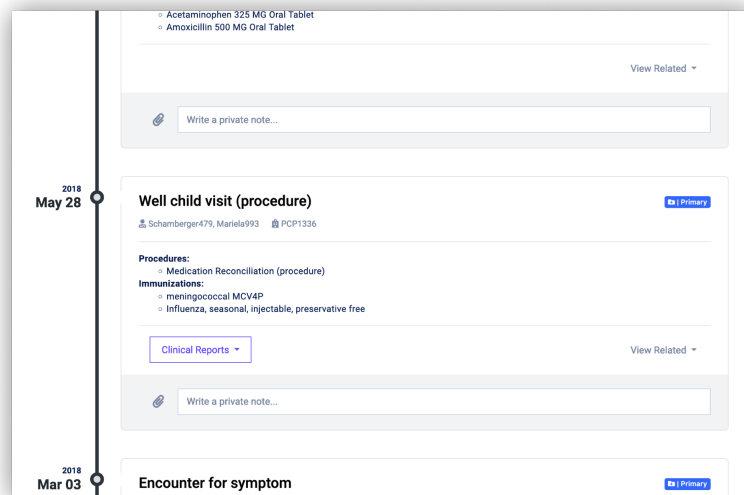 Acetaminophen 325 MG Oral Tablet
Amoxicillin 500 MG Oral Tablet
View Related
Write a private note...
2018
May 28
Well child visit (procedure)
| Primary
Schamberger479, Mariela993 PCP1336
Procedures:
Medication Reconciliation (procedure)
Immunizations:
meningococcal MCV4P
Influenza, seasonal, injectable, preservative free
Clinical Reports
View Related
Write a private note...
2018
Mar 03
Encounter for symptom
| Primary